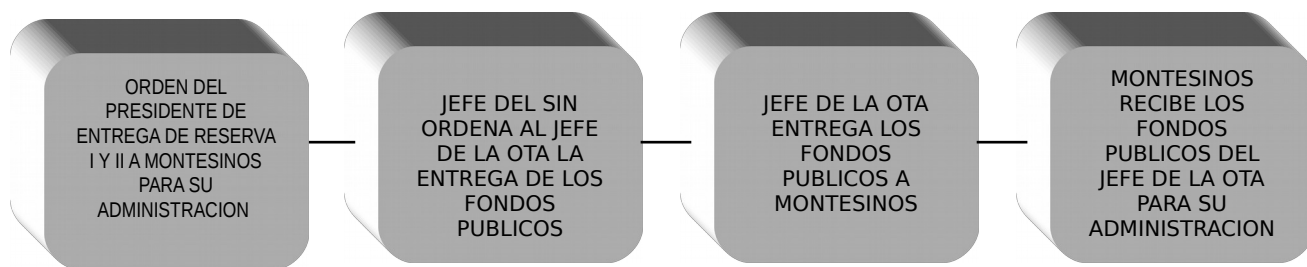 ORDEN DEL
PRESIDENTE DE
ENTREGA DE RESERVA
I Y II A MONTESINOS
PARA SU
ADMINISTRACION
JEFE DEL SIN
ORDENA AL JEFE
DE LA OTA LA
ENTREGA DE LOS
FONDOS
PUBLICOS
JEFE DE LA OTA
ENTREGA LOS
FONDOS
PUBLICOS A
MONTESINOS
MONTESINOS
RECIBE LOS
FONDOS
PUBLICOS DEL
JEFE DE LA OTA
PARA SU
ADMINISTRACION